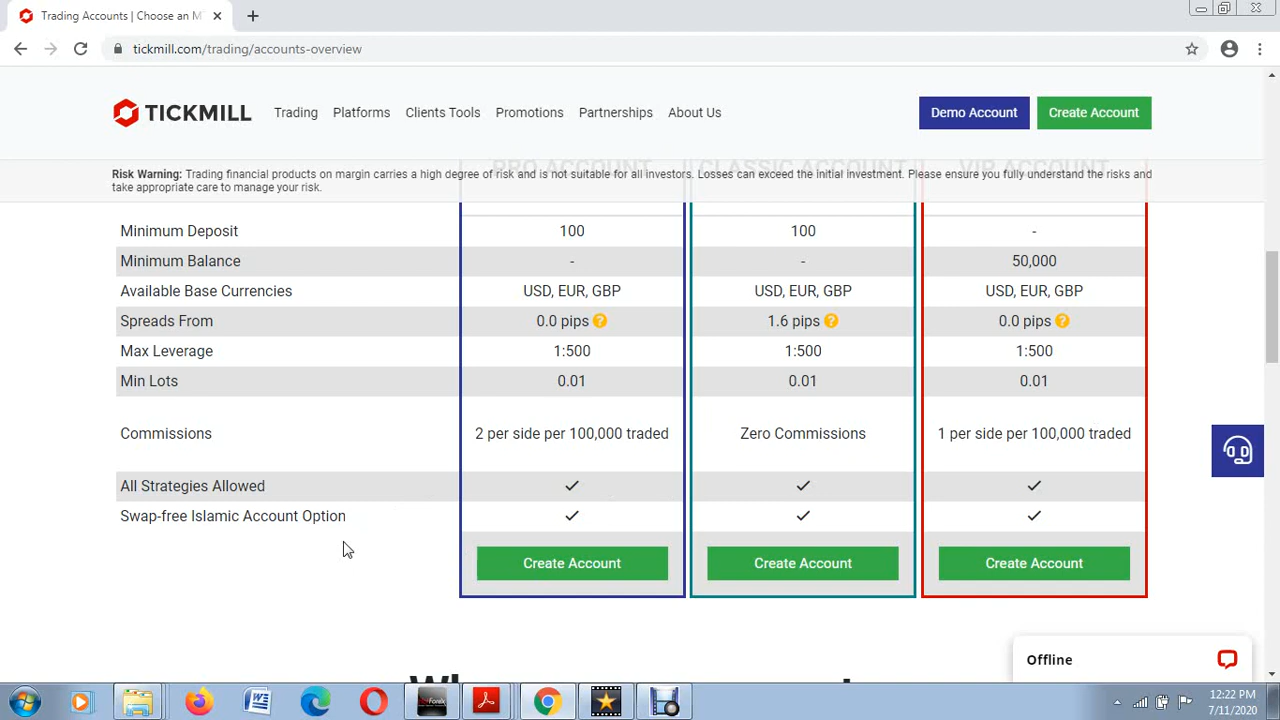 Trading Accounts | Choose an M
tickmill.com/trading/accounts-overview
TICKMILL
Trading Platforms Clients Tools Promotions Partnerships About Us
Demo Account Create Account
PRO ACCOUNT CLASSIC ACCOUNT VIP ACCOUNT
Risk Warning: Trading financial products on margin carries a high degree of risk and is not suitable for all investors. Losses can exceed the initial investment. Please ensure you fully understand the risks and
take appropriate care to manage your risk.
Minimum Deposit 100 100 -
Minimum Balance - - 50,000
Available Base Currencies USD, EUR, GBP USD, EUR, GBP USD, EUR, GBP
Spreads From 0.0 pips ? 1.6 pips ? 0.0 pips ?
Max Leverage 1:500 1:500 1:500
Min Lots 0.01 0.01 0.01
Commissions 2 per side per 100,000 traded Zero Commissions 1 per side per 100,000 traded
All Strategies Allowed ✓ ✓ ✓
Swap-free Islamic Account Option ✓ ✓ ✓
Create Account Create Account Create Account
Offline
12:22 PM
7/11/2020